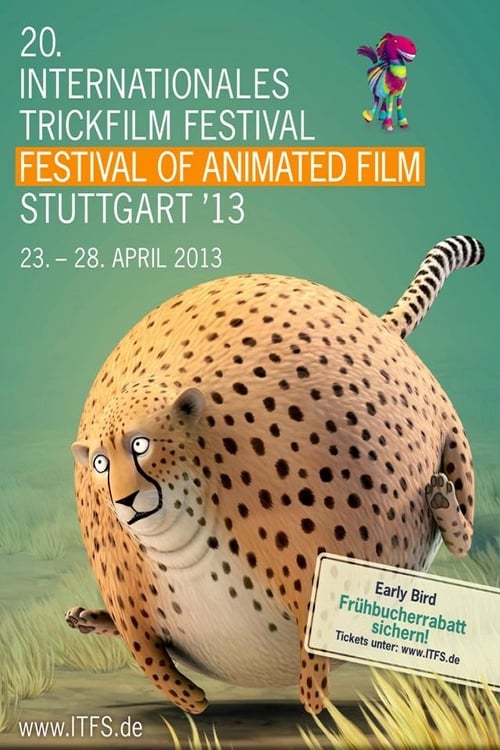 20.
INTERNATIONALES
TRICKFILM FESTIVAL
FESTIVAL OF ANIMATED FILM
STUTTGART '13
23. – 28. APRIL 2013
Early Bird
Frühbucherrabatt
sichern!
Tickets unter: www.ITFS.de
www.ITFS.de